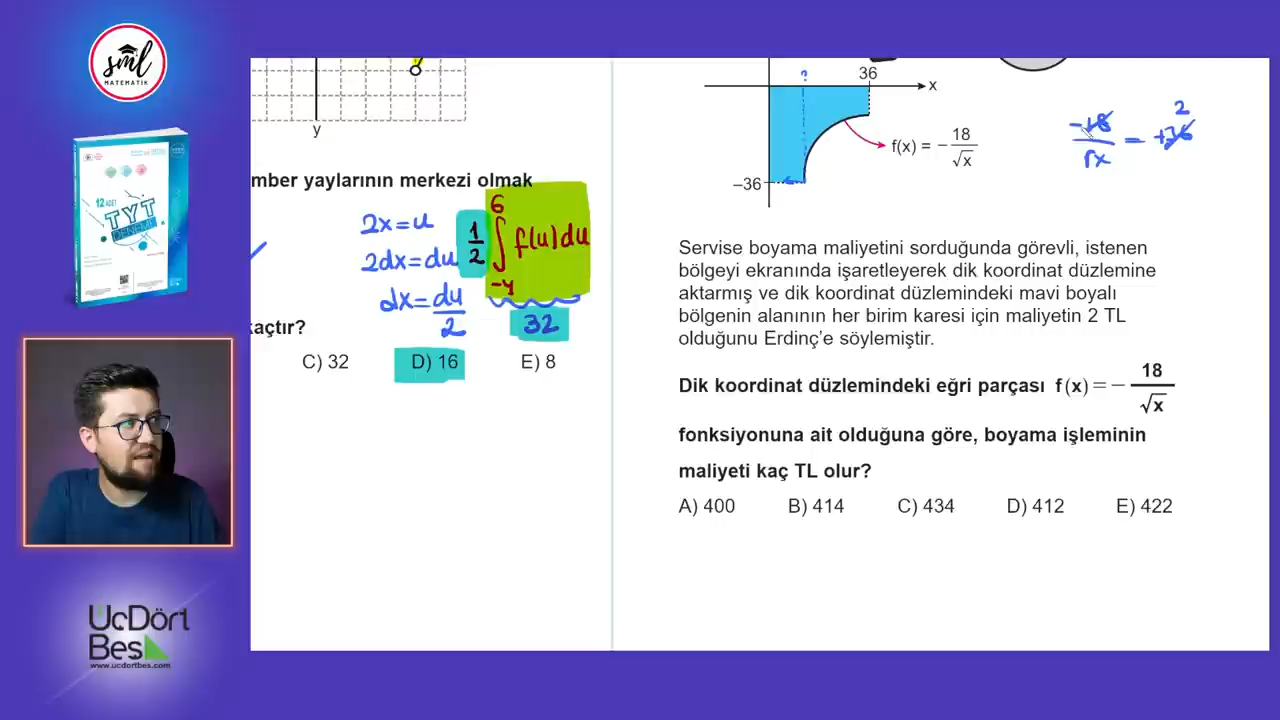 sml
MATEMATİK
12 ADET
TYT
DENEME
ÜçDört
Beş
www.ucdortbes.com
y
mber yaylarının merkezi olmak
2x=u
2dx=du
dx=du/2
1/2 ∫ f(u)du
6
-4
32
kaçtır?
C) 32 D) 16 E) 8
36
x
?
f(x) = − 18/√x
−36
-18/√x = +36
2
Servise boyama maliyetini sorduğunda görevli, istenen
bölgeyi ekranında işaretleyerek dik koordinat düzlemine
aktarmış ve dik koordinat düzlemindeki mavi boyalı
bölgenin alanının her birim karesi için maliyetin 2 TL
olduğunu Erdinç’e söylemiştir.
Dik koordinat düzlemindeki eğri parçası f(x) = − 18/√x
fonksiyonuna ait olduğuna göre, boyama işleminin
maliyeti kaç TL olur?
A) 400 B) 414 C) 434 D) 412 E) 422